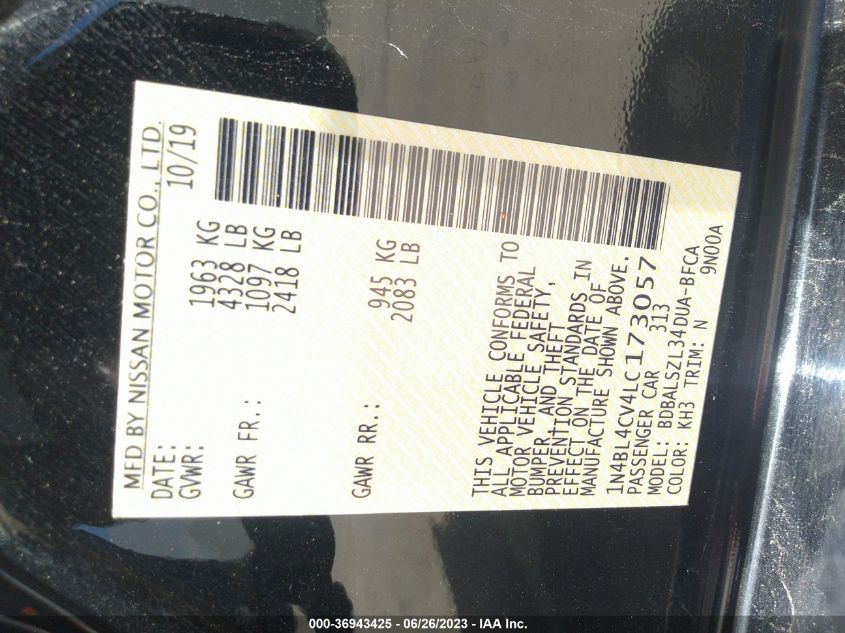 MFD BY NISSAN MOTOR CO., LTD.
DATE: 10/19
GVWR: 1963 KG
4328 LB
GAWR FR.: 1097 KG
2418 LB
GAWR RR.: 945 KG
2083 LB
THIS VEHICLE CONFORMS TO
ALL APPLICABLE FEDERAL
MOTOR VEHICLE SAFETY,
BUMPER AND THEFT
PREVENTION STANDARDS IN
EFFECT ON THE DATE OF
MANUFACTURE SHOWN ABOVE.
1N4BL4CV4LC173057
PASSENGER CAR 313
MODEL: BDBALSZL34DUA-BFCA
COLOR: KH3 TRIM: N 9N00A
000-36943425 - 06/26/2023 - IAA Inc.